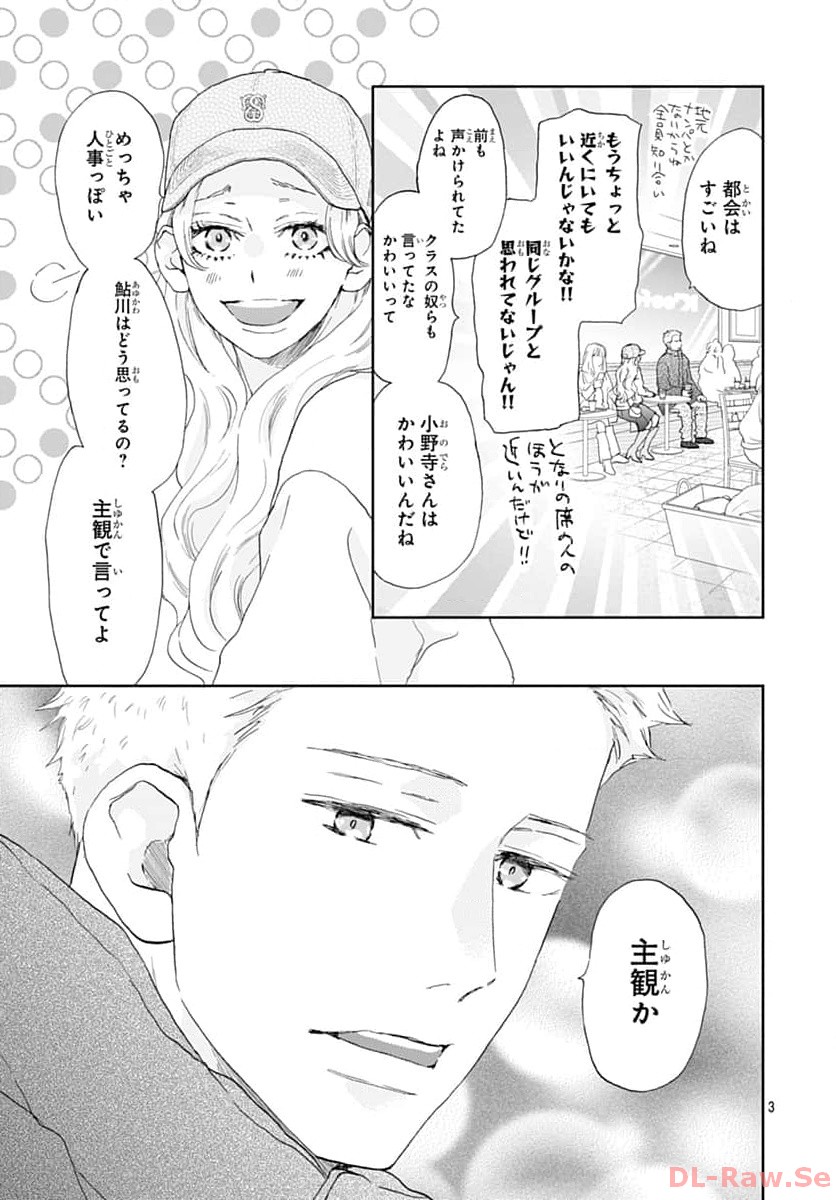 都会は
すごいね
地元
ナンパとか
ないからね
全員知り合い
もうちょっと
近くにいても
いいんじゃないかな!!
同じグループと
思われてないじゃん!!
となりの席の人の
ほうが
近いんだけど!!
前も
声かけられてた
よね
クラスの奴らも
言ってたな
かわいいって
小野寺さんは
かわいいんだね
めっちゃ
人事っぽい
鮎川はどう思ってるの?
主観で言ってよ
主観か
3
DL-Raw.Se